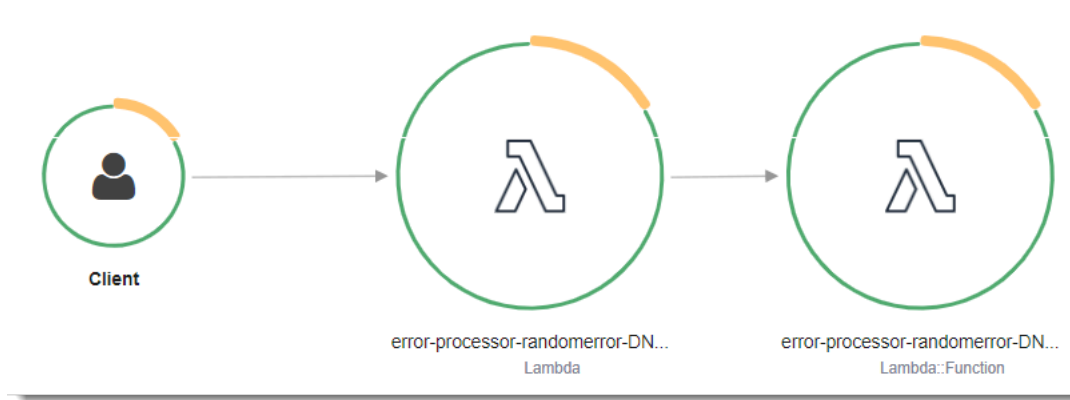 Client
error-processor-randomerror-DN...
Lambda
error-processor-randomerror-DN...
Lambda::Function